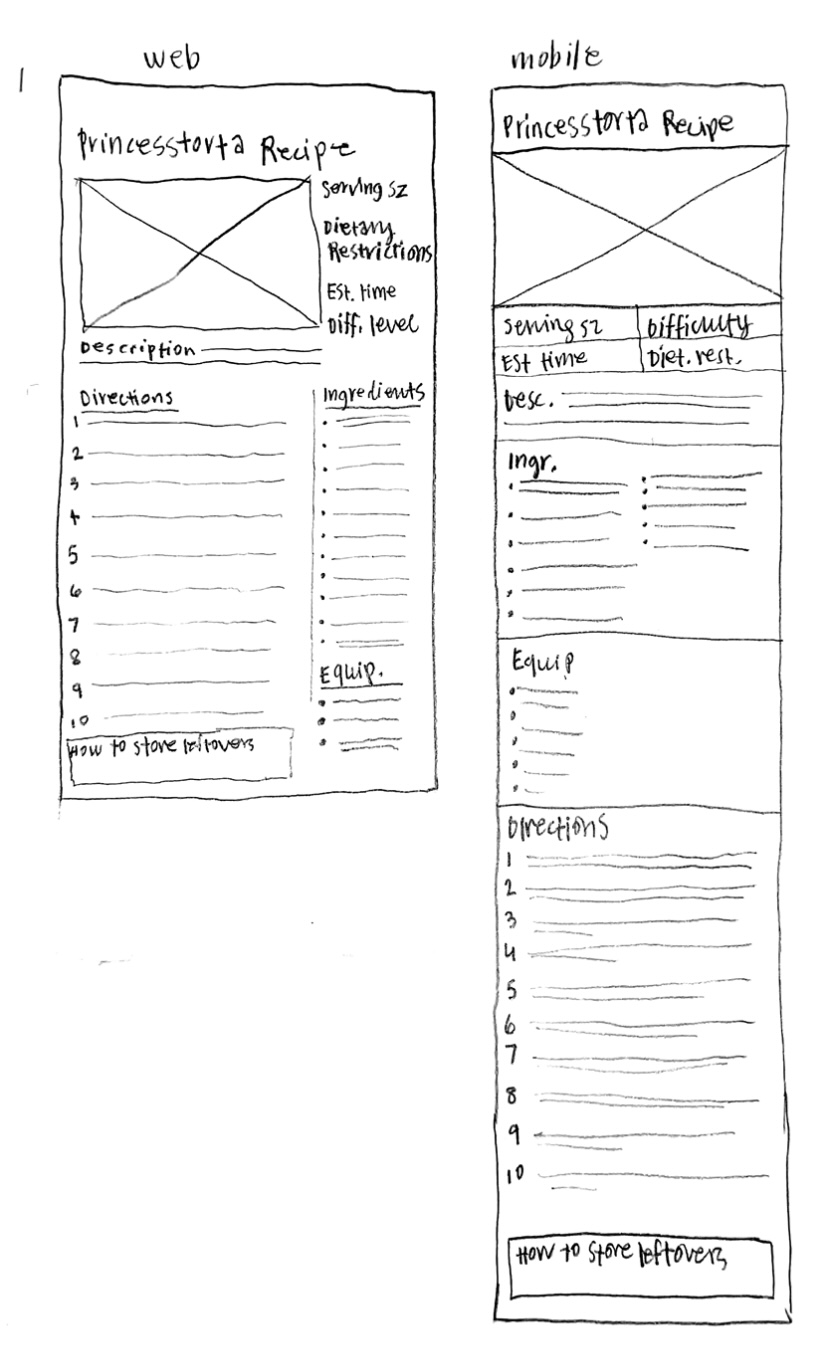 web
1
Princesstorta Recipe
serving sz
Dietary
Restrictions
Est. time
Diff. level
Description
Directions
1
2
3
4
5
6
7
8
9
10
Ingredients
Equip.
How to store leftovers
mobile
Princesstorta Recipe
serving sz
Difficulty
Est time
Diet. rest.
Desc.
Ingr.
Equip
Directions
1
2
3
4
5
6
7
8
9
10
How to store leftovers